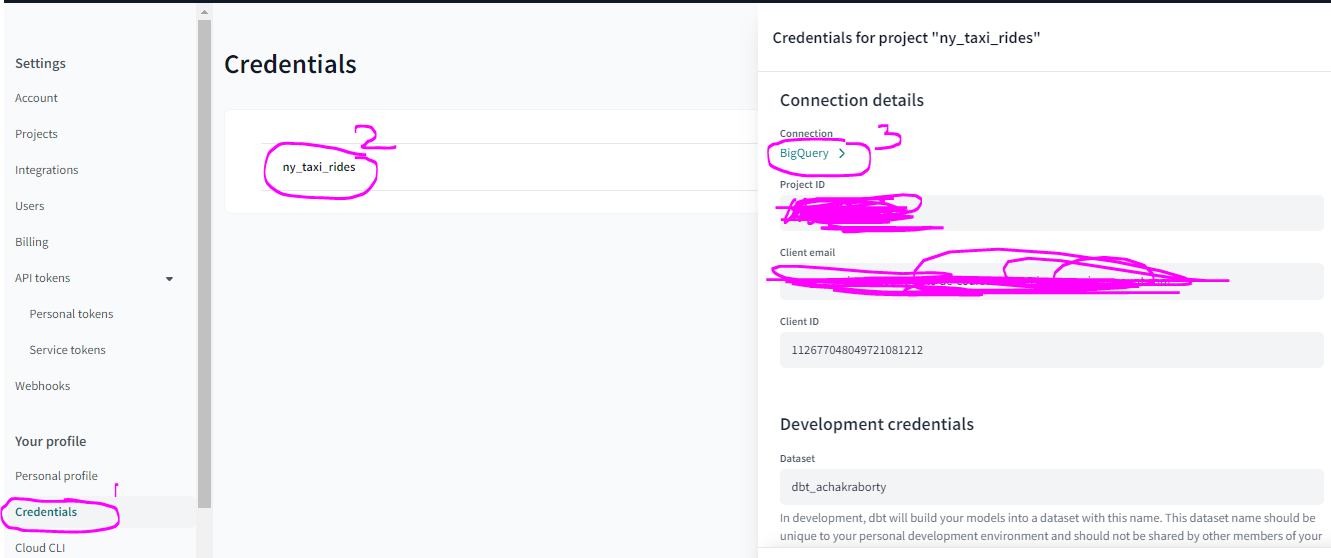 Settings
Account
Projects
Integrations
Users
Billing
API tokens
Personal tokens
Service tokens
Webhooks
Your profile
Personal profile
1
Credentials
Cloud CLI
Credentials
2
ny_taxi_rides
Credentials for project "ny_taxi_rides"
Connection details
Connection
3
BigQuery
Project ID
Client email
Client ID
112677048049721081212
Development credentials
Dataset
dbt_achakraborty
In development, dbt will build your models into a dataset with this name. This dataset name should be
unique to your personal development environment and should not be shared by other members of your